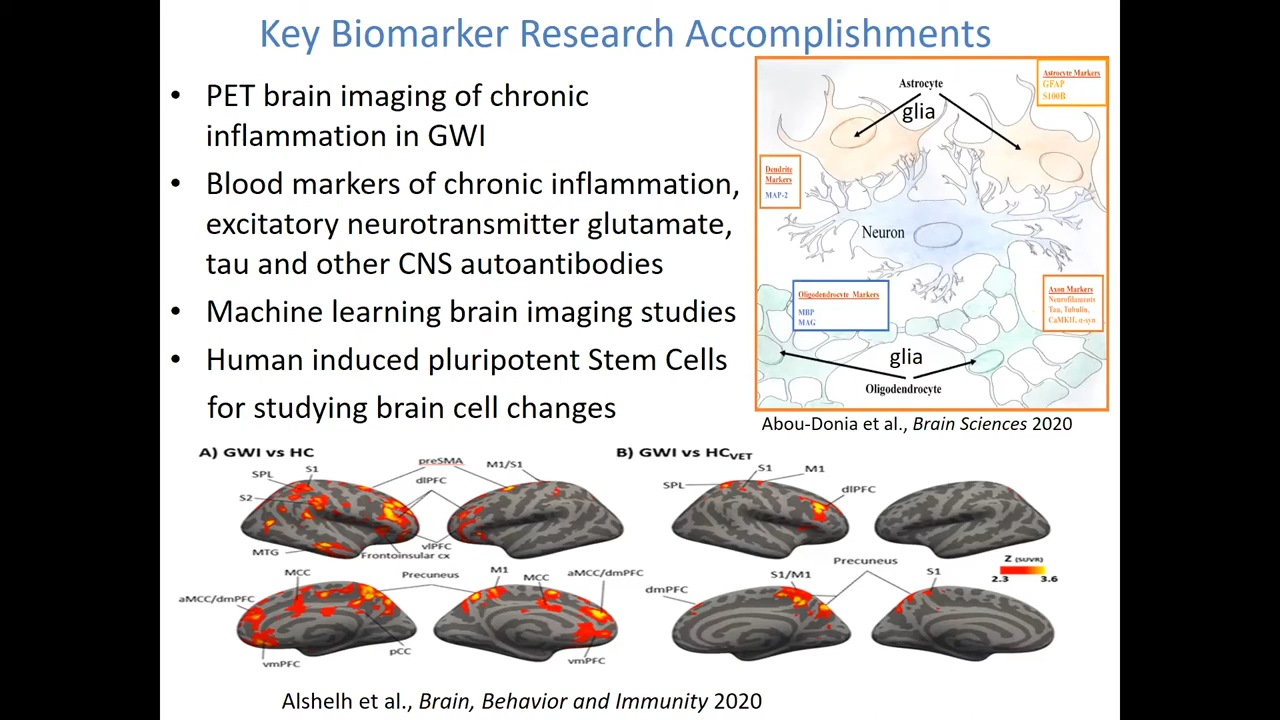 Key Biomarker Research Accomplishments
• PET brain imaging of chronic
inflammation in GWI
• Blood markers of chronic inflammation,
excitatory neurotransmitter glutamate,
tau and other CNS autoantibodies
• Machine learning brain imaging studies
• Human induced pluripotent Stem Cells
for studying brain cell changes
Astrocyte
glia
Astrocyte Markers
GFAP
S100B
Dendrite
Markers
MAP-2
Neuron
Oligodendrocyte Markers
MBP
MAG
Axon Markers
Neurofilaments
Tau, Tubulin,
CaMKII, α-syn
glia
Oligodendrocyte
Abou-Donia et al., Brain Sciences 2020
A) GWI vs HC
SPL
S1
preSMA
M1/S1
dlPFC
S2
MTG
vlPFC
Frontoinsular cx
MCC
Precuneus
M1
MCC
aMCC/dmPFC
aMCC/dmPFC
pCC
vmPFC
vmPFC
B) GWI vs HCVET
SPL
S1
M1
dlPFC
Precuneus
Z (SUVR)
2.3 3.6
dmPFC
S1/M1
S1
Alshelh et al., Brain, Behavior and Immunity 2020